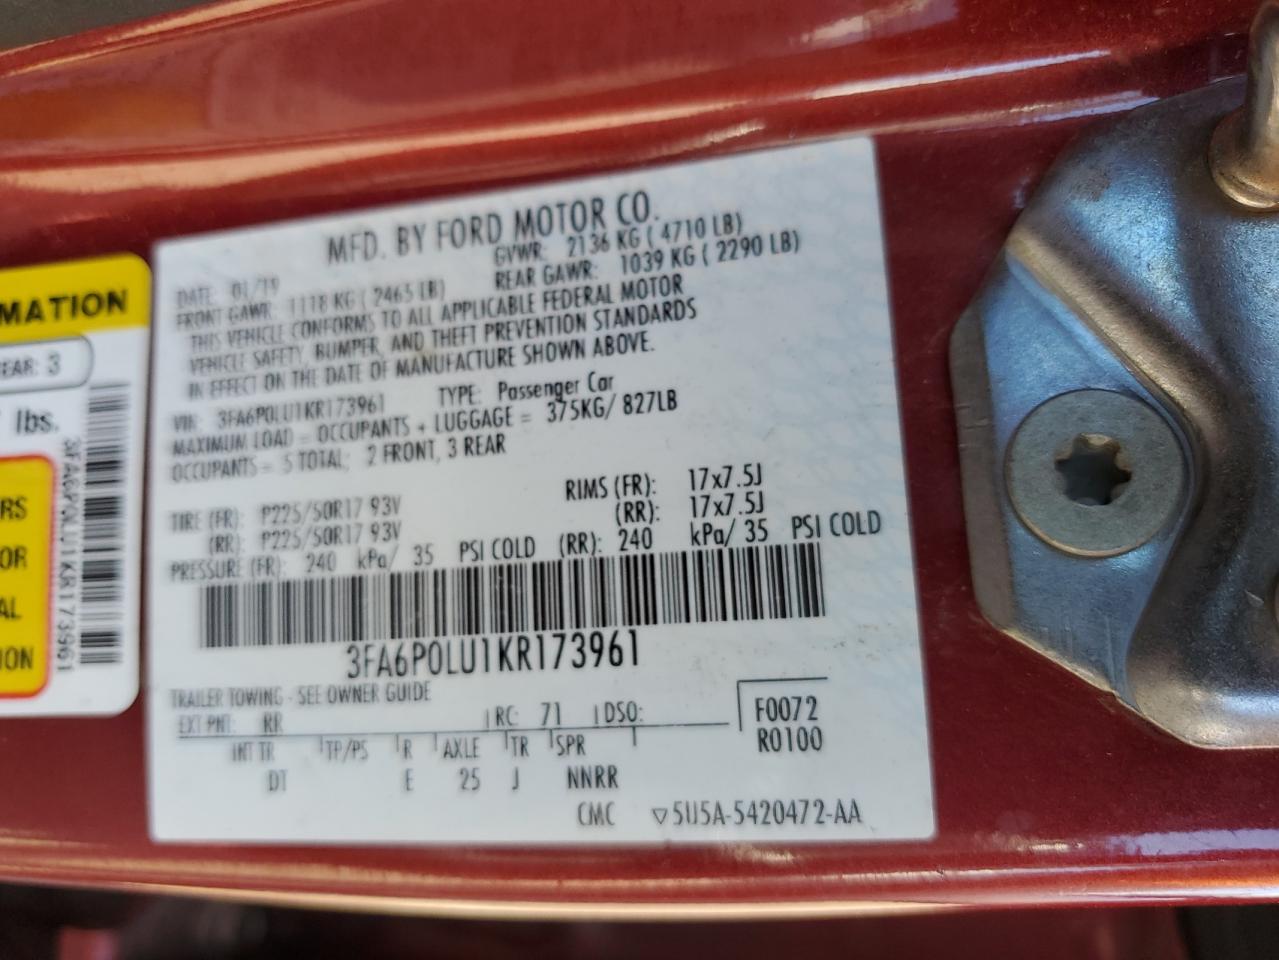 MATION
EAR: 3
lbs.
RS
OR
AL
ION
3FA6P0LU1KR173961
MFD. BY FORD MOTOR CO.
DATE: 01/19 GVWR: 2136 KG ( 4710 LB)
FRONT GAWR: 1118 KG ( 2465 LB) REAR GAWR: 1039 KG ( 2290 LB)
THIS VEHICLE CONFORMS TO ALL APPLICABLE FEDERAL MOTOR
VEHICLE SAFETY, BUMPER, AND THEFT PREVENTION STANDARDS
IN EFFECT ON THE DATE OF MANUFACTURE SHOWN ABOVE.
VIN: 3FA6P0LU1KR173961 TYPE: Passenger Car
MAXIMUM LOAD = OCCUPANTS + LUGGAGE = 375KG/ 827LB
OCCUPANTS = 5 TOTAL; 2 FRONT, 3 REAR
TIRE (FR): P225/50R17 93V RIMS (FR): 17x7.5J
(RR): P225/50R17 93V (RR): 17x7.5J
PRESSURE (FR): 240 kPa/ 35 PSI COLD (RR): 240 kPa/ 35 PSI COLD
3FA6P0LU1KR173961
TRAILER TOWING - SEE OWNER GUIDE
EXT PNT: RR RC: 71 DSO: F0072
INT TR TP/PS R AXLE TR SPR R0100
DT E 25 J NNRR
CMC ▽5U5A-5420472-AA